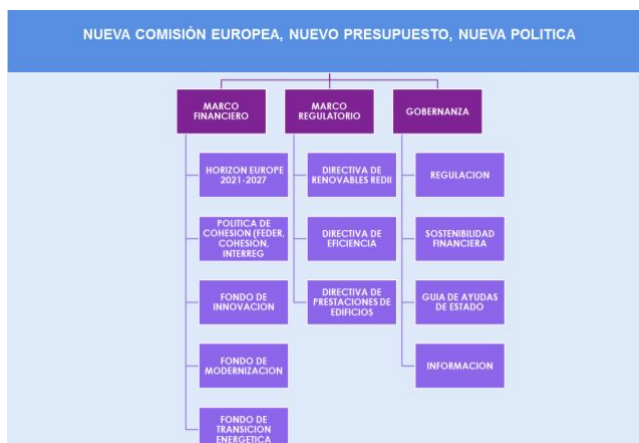 NUEVA COMISIÓN EUROPEA, NUEVO PRESUPUESTO, NUEVA POLITICA
MARCO
FINANCIERO
HORIZON EUROPE
2021-2027
POLITICA DE
COHESION (FEDER,
COHESIÓN,
INTERREG
FONDO DE
INNOVACION
FONDO DE
MODERNIZACION
FONDO DE
TRANSICION
ENERGETICA
MARCO
REGULATORIO
DIRECTIVA DE
RENOVABLES REDII
DIRECTIVA DE
EFICIENCIA
DIRECTIVA DE
PRESTACIONES DE
EDIFICIOS
GOBERNANZA
REGULACION
SOSTENIBILIDAD
FINANCIERA
GUIA DE AYUDAS
DE ESTADO
INFORMACION